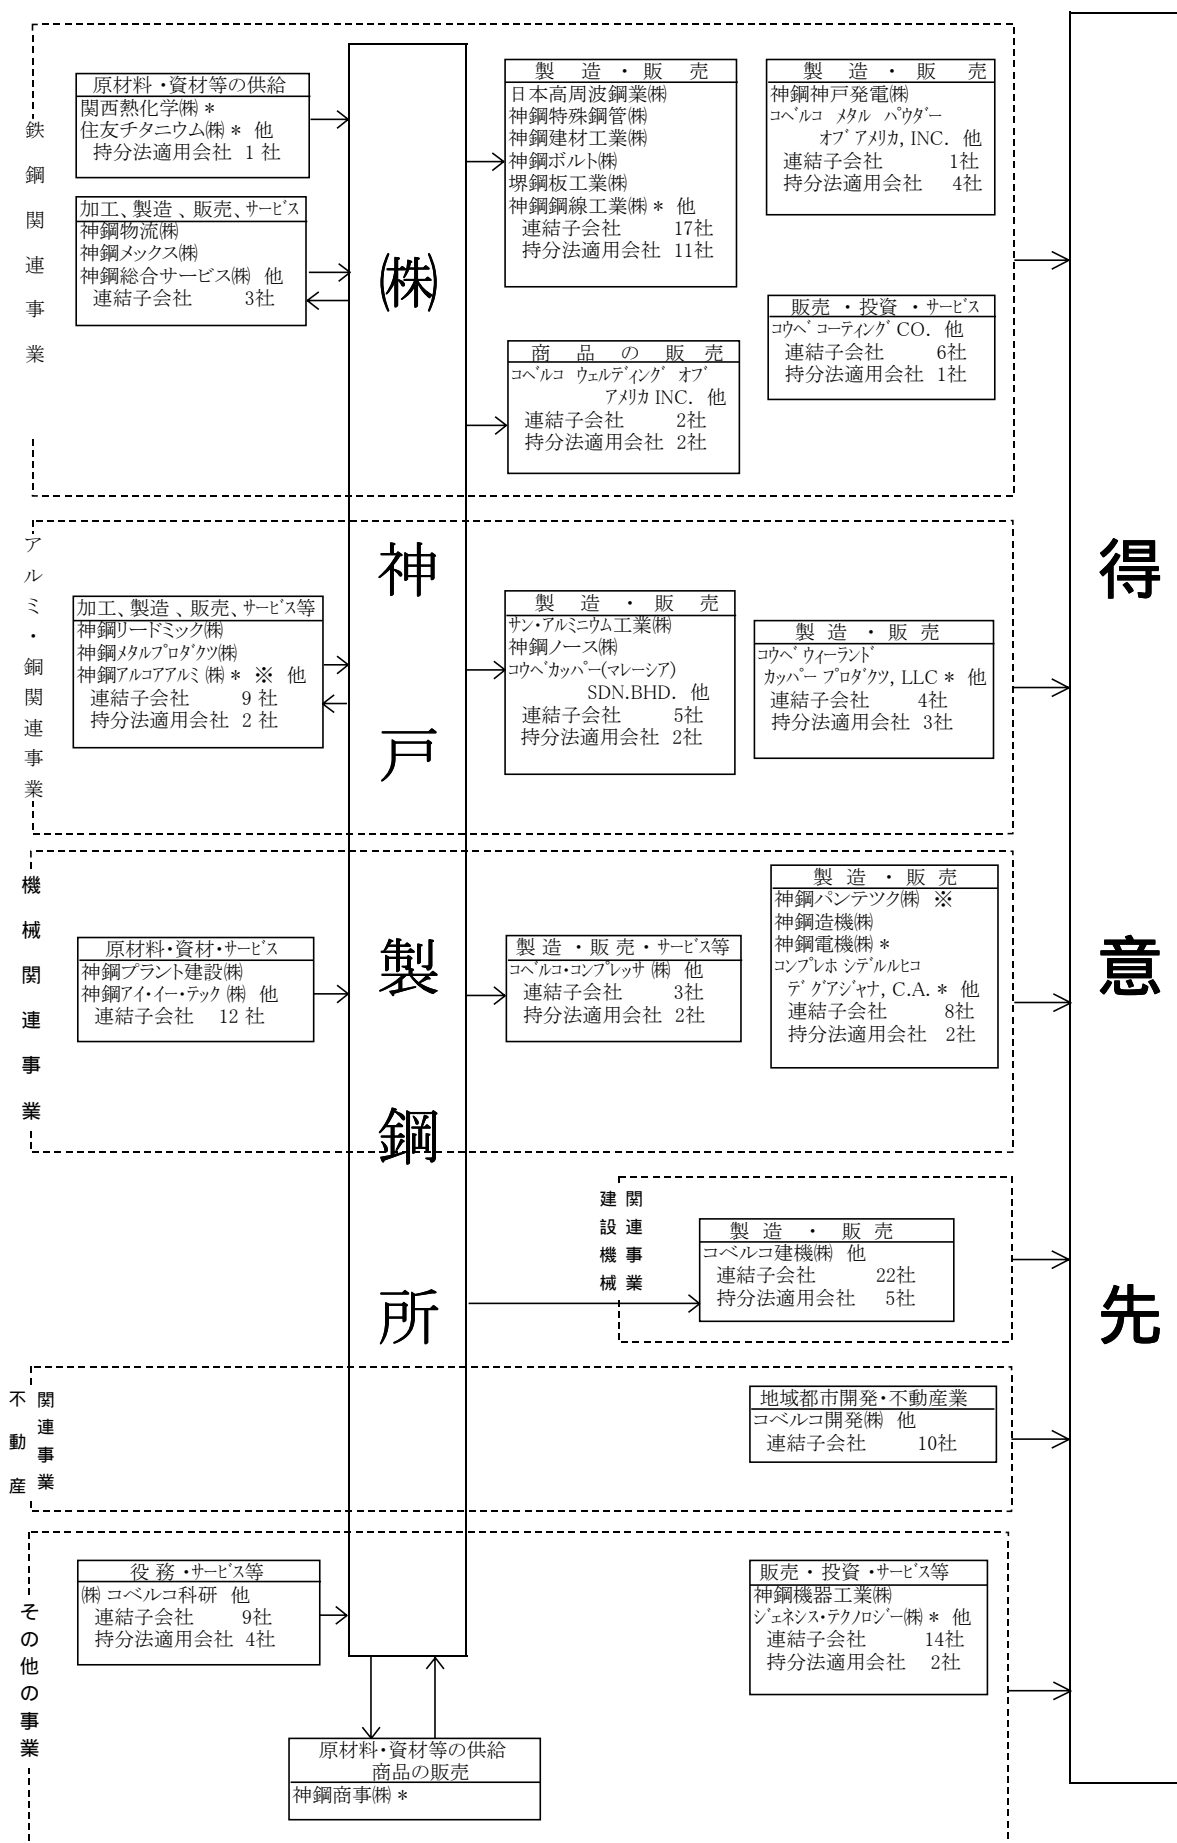 鉄鋼関連事業
原材料・資材等の供給
関西熱化学㈱ *
住友チタニウム㈱ * 他
持分法適用会社 1 社
加工、製造、販売、サービス
神鋼物流㈱
神鋼メックス㈱
神鋼総合サービス㈱ 他
連結子会社 3社
製造・販売
日本高周波鋼業㈱
神鋼特殊鋼管㈱
神鋼建材工業㈱
神鋼ボルト㈱
堺鋼板工業㈱
神鋼鋼線工業㈱ * 他
連結子会社 17社
持分法適用会社 11社
製造・販売
神鋼神戸発電㈱
コベルコ メタル パウダー
オブ アメリカ, INC. 他
連結子会社 1社
持分法適用会社 4社
販売・投資・サービス
コウベ コーティング CO. 他
連結子会社 6社
持分法適用会社 1社
商品の販売
コベルコ ウェルディング オブ
アメリカ INC. 他
連結子会社 2社
持分法適用会社 2社
㈱神戸製鋼所
得意先
アルミ・銅関連事業
加工、製造、販売、サービス等
神鋼リードミック㈱
神鋼メタルプロダクツ㈱
神鋼アルコアアルミ㈱ * ※ 他
連結子会社 9 社
持分法適用会社 2 社
製造・販売
サン・アルミニウム工業㈱
神鋼ノース㈱
コウベカッパー(マレーシア)
SDN.BHD. 他
連結子会社 5社
持分法適用会社 2社
製造・販売
コウベ ウィーランド
カッパー プロダクツ, LLC * 他
連結子会社 4社
持分法適用会社 3社
機械関連事業
原材料・資材・サービス
神鋼プラント建設㈱
神鋼アイ・イー・テック㈱ 他
連結子会社 12 社
製造・販売・サービス等
コベルコ・コンプレッサ㈱ 他
連結子会社 3社
持分法適用会社 2社
製造・販売
神鋼パンテツク㈱ ※
神鋼造機㈱
神鋼電機㈱ *
コンプレホ シデルルヒコ
デ グアジャナ, C.A. * 他
連結子会社 8社
持分法適用会社 2社
建設機械
関連事業
製造・販売
コベルコ建機㈱ 他
連結子会社 22社
持分法適用会社 5社
不動産
関連事業
地域都市開発・不動産業
コベルコ開発㈱ 他
連結子会社 10社
その他の事業
役務・サービス等
㈱コベルコ科研 他
連結子会社 9社
持分法適用会社 4社
販売・投資・サービス等
神鋼機器工業㈱
ジェネシス・テクノロジー㈱ * 他
連結子会社 14社
持分法適用会社 2社
原材料・資材等の供給
商品の販売
神鋼商事㈱ *